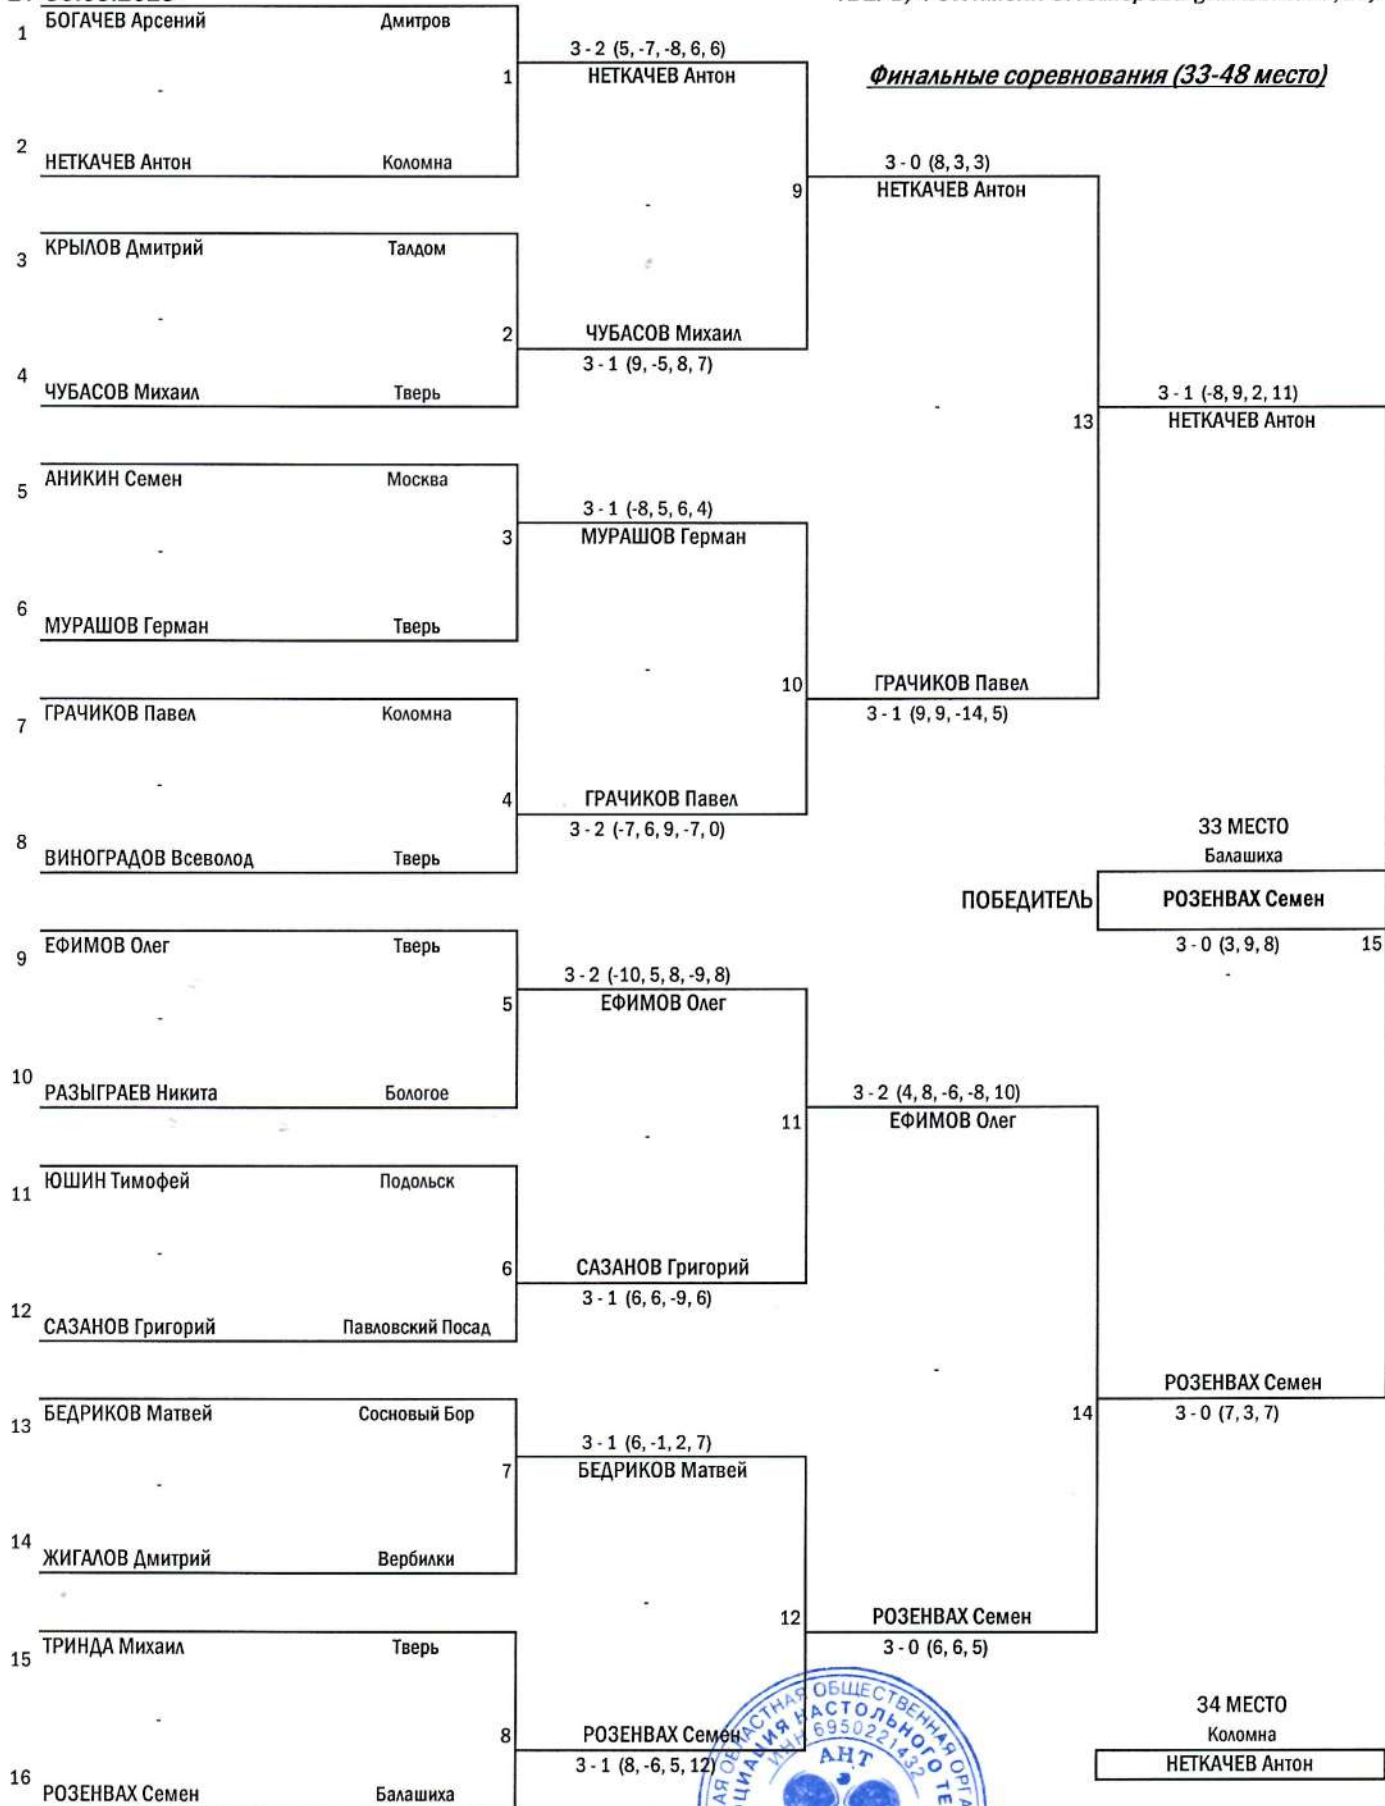 1 БОГАЧЕВ Арсений Дмитров
3 - 2 (5, -7, -8, 6, 6)
1 НЕТКАЧЕВ Антон
Финальные соревнования (33-48 место)
2 НЕТКАЧЕВ Антон Коломна
3 - 0 (8, 3, 3)
9 НЕТКАЧЕВ Антон
3 КРЫЛОВ Дмитрий Талдом
2 ЧУБАСОВ Михаил
3 - 1 (9, -5, 8, 7)
4 ЧУБАСОВ Михаил Тверь
3 - 1 (-8, 9, 2, 11)
13 НЕТКАЧЕВ Антон
5 АНИКИН Семен Москва
3 - 1 (-8, 5, 6, 4)
3 МУРАШОВ Герман
6 МУРАШОВ Герман Тверь
10 ГРАЧИКОВ Павел
3 - 1 (9, 9, -14, 5)
7 ГРАЧИКОВ Павел Коломна
4 ГРАЧИКОВ Павел
3 - 2 (-7, 6, 9, -7, 0)
8 ВИНОГРАДОВ Всеволод Тверь
33 МЕСТО
Балашиха
ПОБЕДИТЕЛЬ РОЗЕНВАХ Семен
3 - 0 (3, 9, 8) 15
9 ЕФИМОВ Олег Тверь
3 - 2 (-10, 5, 8, -9, 8)
5 ЕФИМОВ Олег
10 РАЗЫГРАЕВ Никита Бологое
3 - 2 (4, 8, -6, -8, 10)
11 ЕФИМОВ Олег
11 ЮШИН Тимофей Подольск
6 САЗАНОВ Григорий
3 - 1 (6, 6, -9, 6)
12 САЗАНОВ Григорий Павловский Посад
РОЗЕНВАХ Семен
14 3 - 0 (7, 3, 7)
13 БЕДРИКОВ Матвей Сосновый Бор
3 - 1 (6, -1, 2, 7)
7 БЕДРИКОВ Матвей
14 ЖИГАЛОВ Дмитрий Вербилки
12 РОЗЕНВАХ Семен
3 - 0 (6, 6, 5)
15 ТРИНДА Михаил Тверь
8 РОЗЕНВАХ Семен
3 - 1 (8, -6, 5, 12)
16 РОЗЕНВАХ Семен Балашиха
34 МЕСТО
Коломна
НЕТКАЧЕВ Антон
ОБЩЕСТВЕННАЯ
НАСТОЛЬНОГО
ИНН 6950221432
АНТ